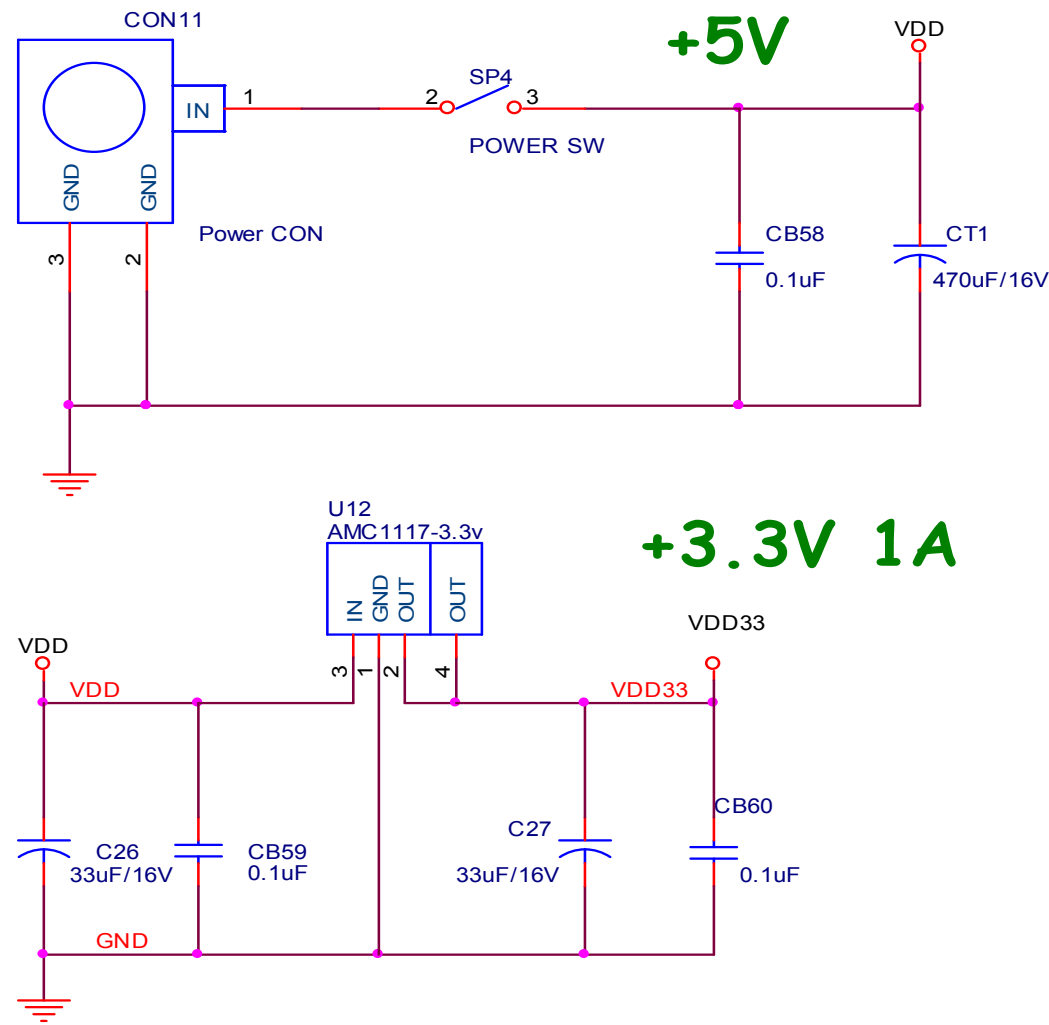 CON11
+5V
VDD
IN
1
2
SP4
3
POWER SW
GND
GND
Power CON
3
2
CB58
0.1uF
CT1
470uF/16V
U12
AMC1117-3.3v
+3.3V 1A
IN
GND
OUT
OUT
3
1
2
4
VDD
VDD
VDD33
VDD33
C26
33uF/16V
CB59
0.1uF
C27
33uF/16V
CB60
0.1uF
GND